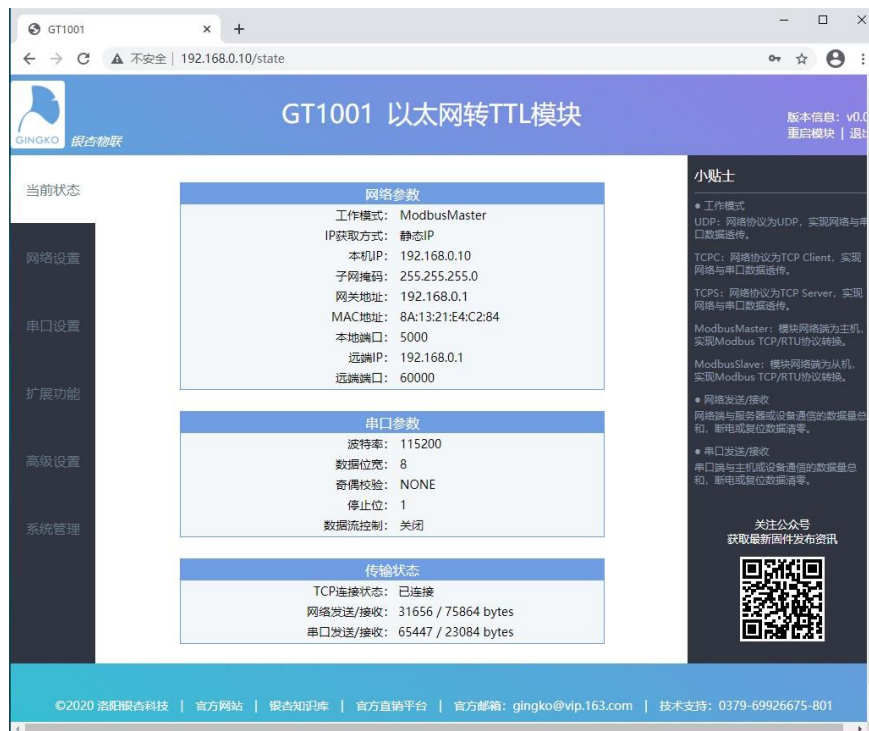 GT1001
不安全 | 192.168.0.10/state
GINGKO 银杏物联
GT1001 以太网转TTL模块
版本信息：v0.0
重启模块 | 退
当前状态
网络设置
串口设置
扩展功能
高级设置
系统管理
网络参数
工作模式： ModbusMaster
IP获取方式： 静态IP
本机IP： 192.168.0.10
子网掩码： 255.255.255.0
网关地址： 192.168.0.1
MAC地址： 8A:13:21:E4:C2:84
本地端口： 5000
远端IP： 192.168.0.1
远端端口： 60000
串口参数
波特率： 115200
数据位宽： 8
奇偶校验： NONE
停止位： 1
数据流控制： 关闭
传输状态
TCP连接状态： 已连接
网络发送/接收： 31656 / 75864 bytes
串口发送/接收： 65447 / 23084 bytes
小贴士
● 工作模式
UDP：网络协议为UDP，实现网络与串
口数据透传。
TCPC：网络协议为TCP Client，实现
网络与串口数据透传。
TCPS：网络协议为TCP Server，实现
网络与串口数据透传。
ModbusMaster：模块网络端为主机，
实现Modbus TCP/RTU协议转换。
ModbusSlave：模块网络端为从机，
实现Modbus TCP/RTU协议转换。
● 网络发送/接收
网络端与服务器或设备通信的数据量总
和，断电或复位数据清零。
● 串口发送/接收
串口端与主机或设备通信的数据量总
和，断电或复位数据清零。
关注公众号
获取最新固件发布资讯
©2020 洛阳银杏科技 | 官方网站 | 银杏知识库 | 官方直销平台 | 官方邮箱：gingko@vip.163.com | 技术支持：0379-69926675-801